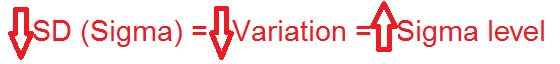 SD (Sigma) = Variation = Sigma level